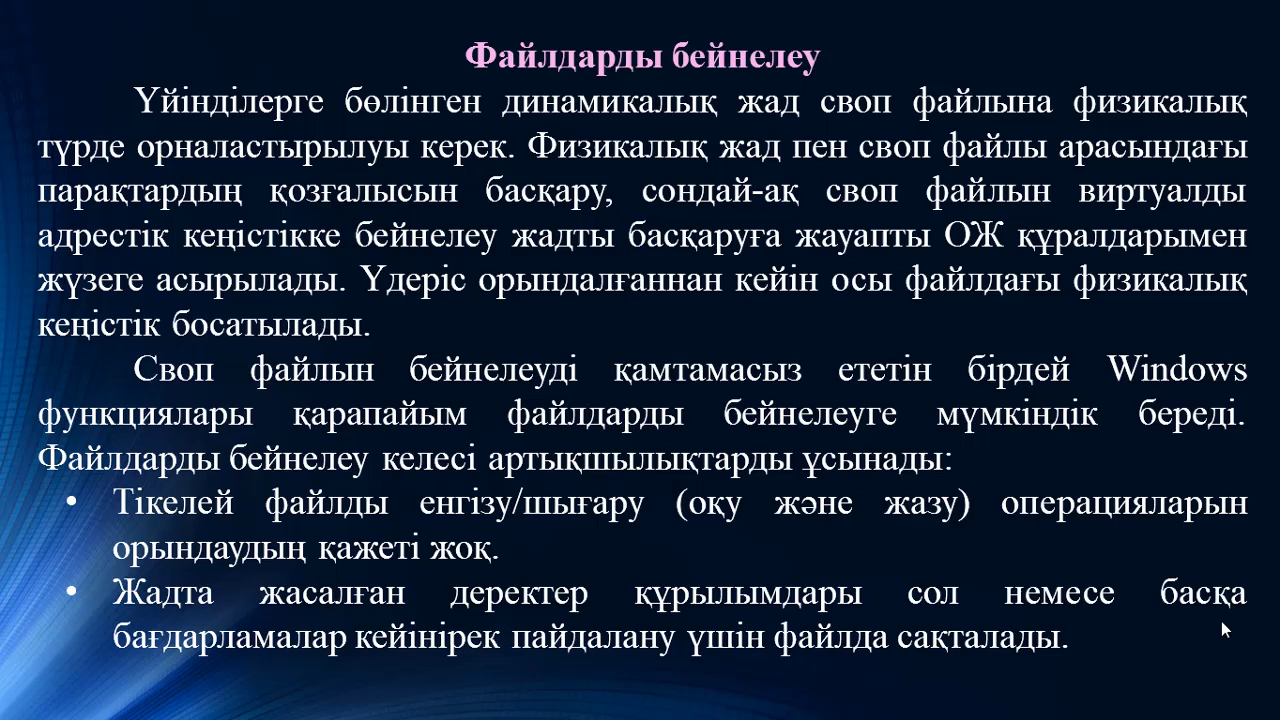 Файлдарды бейнелеу
Үйінділерге бөлінген динамикалық жад своп файлына физикалық
түрде орналастырылуы керек. Физикалық жад пен своп файлы арасындағы
парақтардың қозғалысын басқару, сондай-ақ своп файлын виртуалды
адрестік кеңістікке бейнелеу жадты басқаруға жауапты ОЖ құралдарымен
жүзеге асырылады. Үдеріс орындалғаннан кейін осы файлдағы физикалық
кеңістік босатылады.
Своп файлын бейнелеуді қамтамасыз ететін бірдей Windows
функциялары қарапайым файлдарды бейнелеуге мүмкіндік береді.
Файлдарды бейнелеу келесі артықшылықтарды ұсынады:
• Тікелей файлды енгізу/шығару (оқу және жазу) операцияларын
орындаудың қажеті жоқ.
• Жадта жасалған деректер құрылымдары сол немесе басқа
бағдарламалар кейінірек пайдалану үшін файлда сақталады.